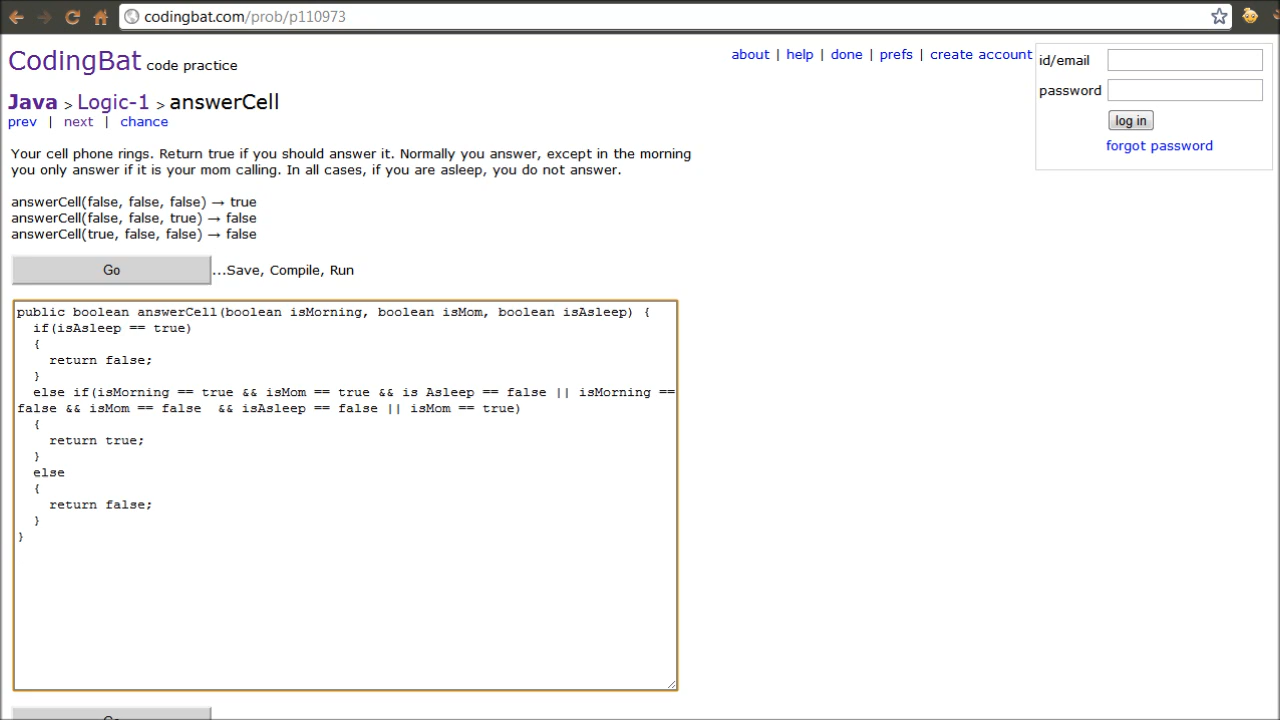 codingbat.com/prob/p110973
CodingBat code practice
about | help | done | prefs | create account
id/email
password
log in
forgot password
Java > Logic-1 > answerCell
prev | next | chance
Your cell phone rings. Return true if you should answer it. Normally you answer, except in the morning
you only answer if it is your mom calling. In all cases, if you are asleep, you do not answer.
answerCell(false, false, false) → true
answerCell(false, false, true) → false
answerCell(true, false, false) → false
Go ...Save, Compile, Run
public boolean answerCell(boolean isMorning, boolean isMom, boolean isAsleep) {
if(isAsleep == true)
{
return false;
}
else if(isMorning == true && isMom == true && is Asleep == false || isMorning ==
false && isMom == false  && isAsleep == false || isMom == true)
{
return true;
}
else
{
return false;
}
}
Go